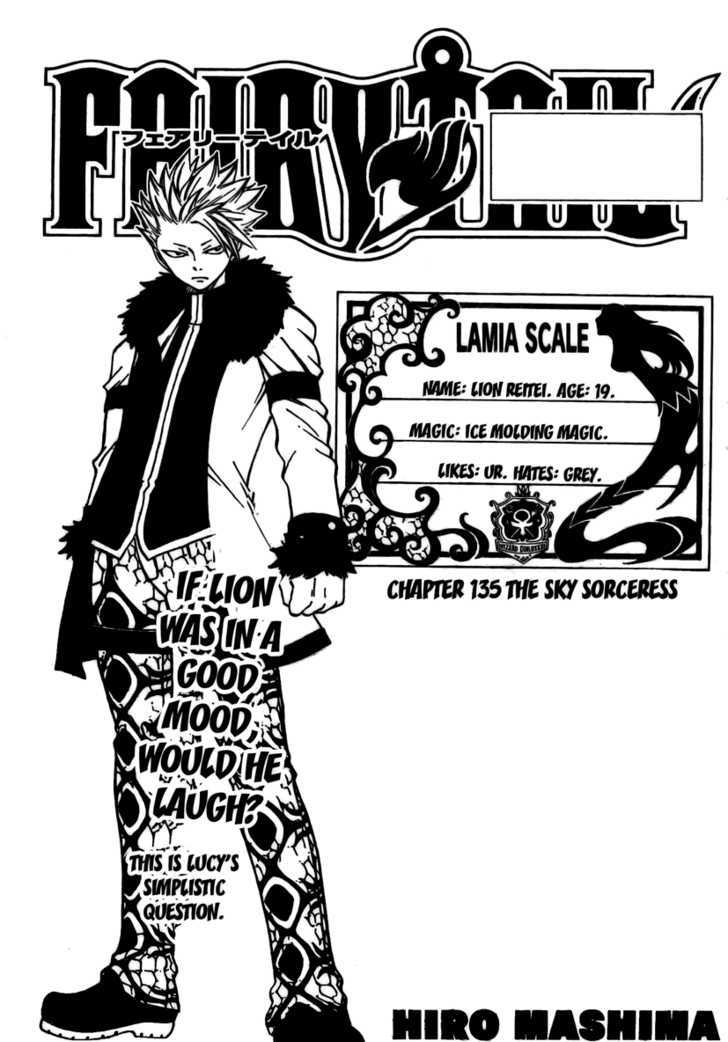 FAIRY TAIL
フェアリーテイル
LAMIA SCALE
NAME: LION REITEI. AGE: 19.
MAGIC: ICE MOLDING MAGIC.
LIKES: UR. HATES: GREY.
CHAPTER 135 THE SKY SORCERESS
IF LION
WAS IN A
GOOD
MOOD,
WOULD HE
LAUGH?
THIS IS LUCY'S
SIMPLISTIC
QUESTION.
HIRO MASHIMA